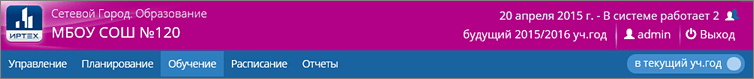 ИРТЕХ
Сетевой Город. Образование
МБОУ СОШ №120
20 апреля 2015 г. - В системе работает 2
будущий 2015/2016 уч.год admin Выход
Управление Планирование Обучение Расписание Отчеты в текущий уч.год